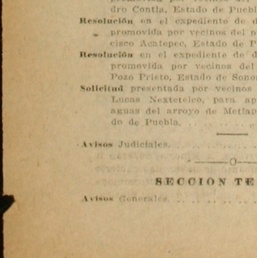 dro Contla, Estado de Puebl
Resolución en el expediente de d
promovida por vecinos del p
cisco Acatepec, Estado de P
Resolución en el expediente de d
promovida por vecinos del
Pozo Prieto, Estado de Sono
Solicitud presentada por vecinos
Lucas Nextetelco, para ap
aguas del arroyo de Metlap
do de Puebla.
Avisos Judiciales.
SECCION TE
Avisos Generales.